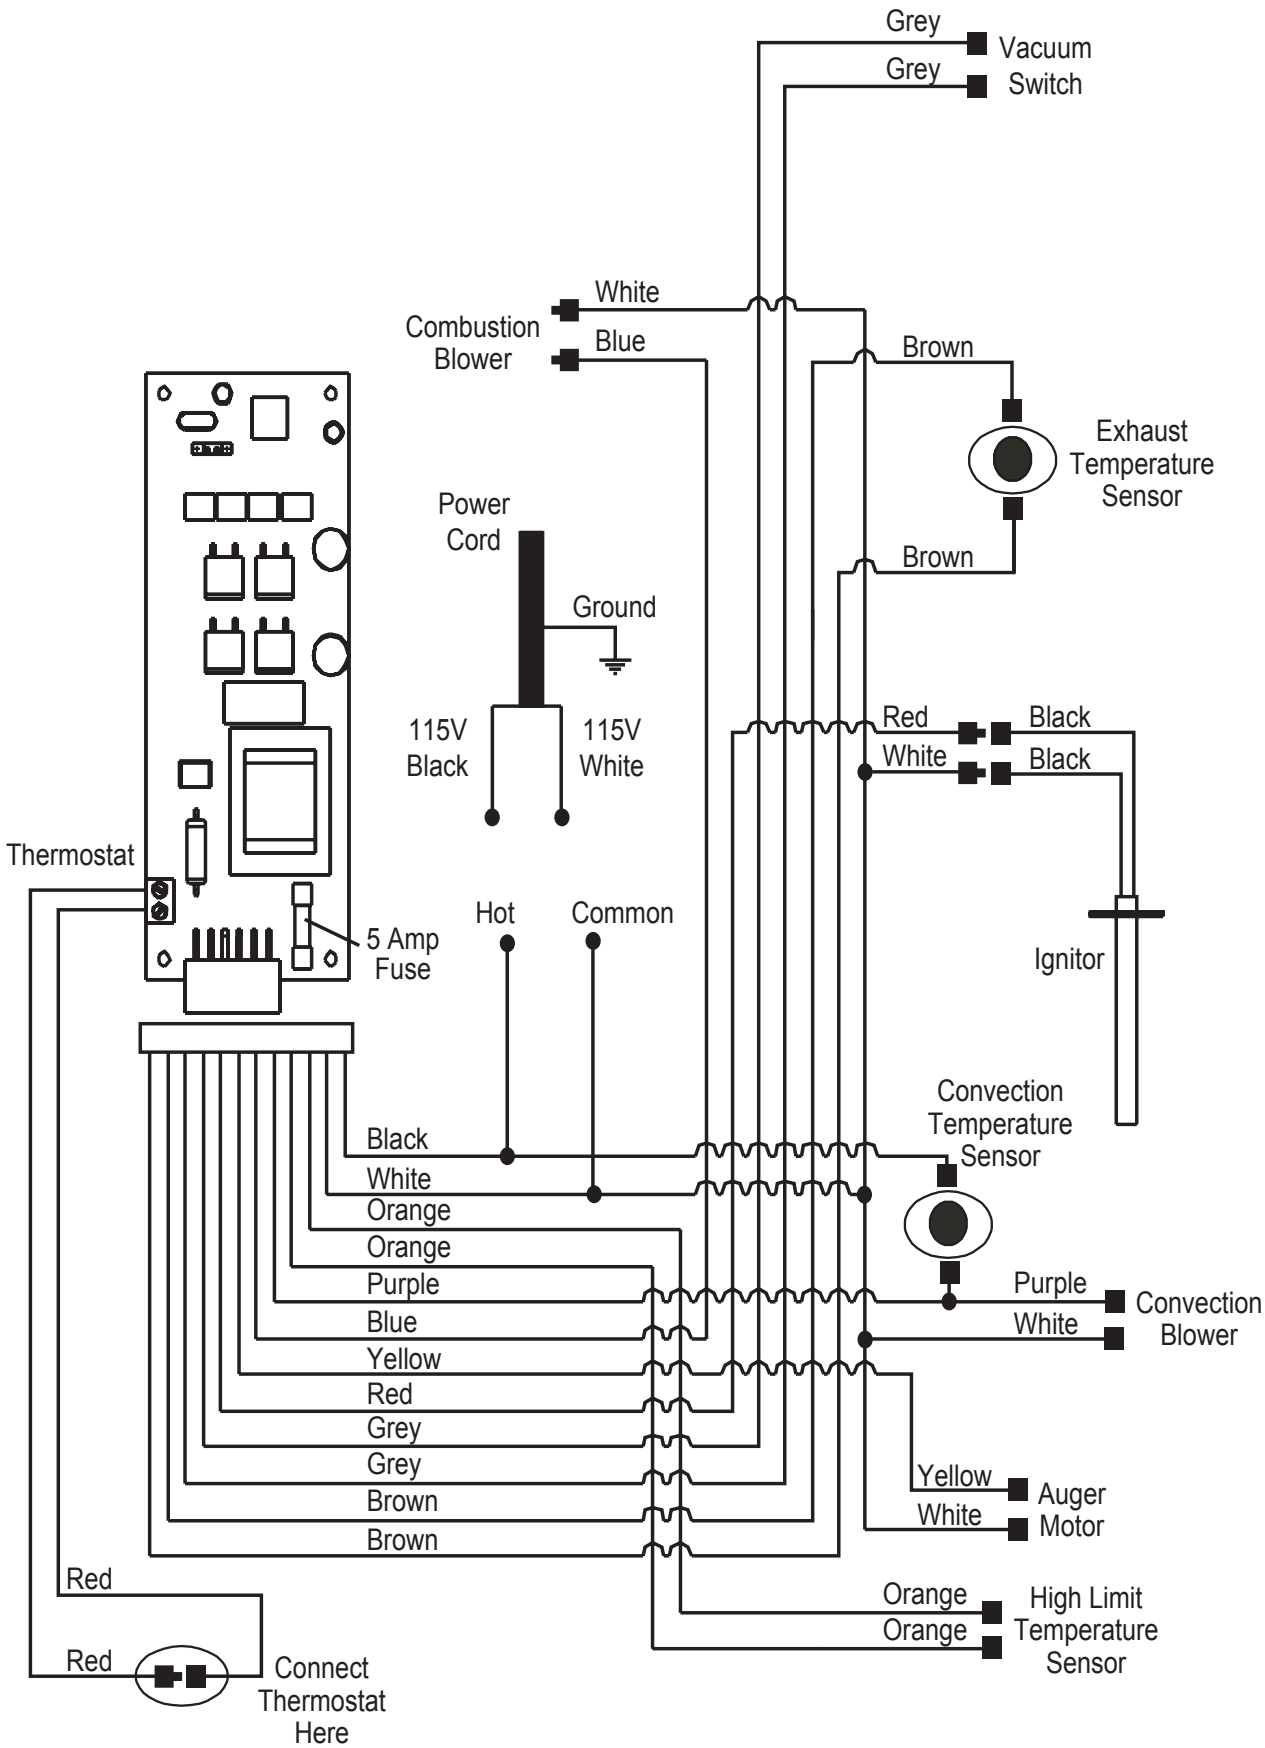 Grey
Vacuum
Grey
Switch
White
Combustion
Blower
Blue
Brown
Exhaust
Temperature
Sensor
Power
Cord
Brown
Ground
115V
Black
115V
White
Red
Black
White
Black
Thermostat
Hot
Common
5 Amp
Fuse
Ignitor
Convection
Temperature
Sensor
Black
White
Orange
Orange
Purple
Purple
Convection
Blower
White
Blue
Yellow
Red
Grey
Grey
Yellow
Auger
Motor
White
Brown
Brown
Red
Orange
Orange
High Limit
Temperature
Sensor
Red
Connect
Thermostat
Here